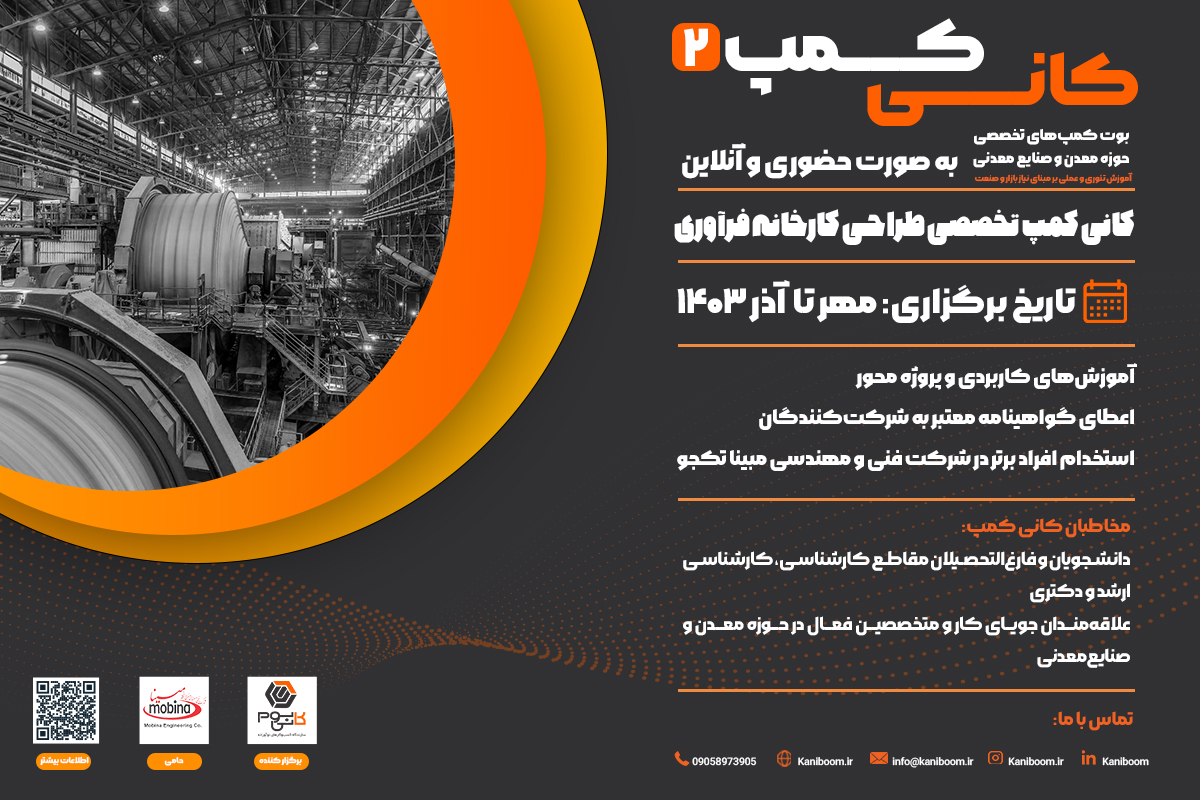 کانی کمپ ۲
بوت کمپ‌های تخصصی
حوزه معدن و صنایع معدنی
آموزش تئوری و عملی بر مبنای نیاز بازار و صنعت
به صورت حضوری و آنلاین
کانی کمپ تخصصی طراحی کارخانه فرآوری
تاریخ برگزاری: مهر تا آذر ۱۴۰۳
آموزش‌های کاربردی و پروژه محور
اعطای گواهینامه معتبر به شرکت‌کنندگان
استخدام افراد برتر در شرکت فنی و مهندسی مبینا تکجو
مخاطبان کانی کمپ:
دانشجویان و فارغ‌التحصیلان مقاطع کارشناسی، کارشناسی
ارشد و دکتری
علاقه‌مندان جویای کار و متخصصین فعال در حوزه معدن و
صنایع معدنی
تماس با ما:
Kaniboom
Kaniboom.ir
info@kaniboom.ir
Kaniboom.ir
09058973905
کانی بوم
برگزار کننده
مبینا
mobina
Mobina Engineering Co.
حامی
اطلاعات بیشتر